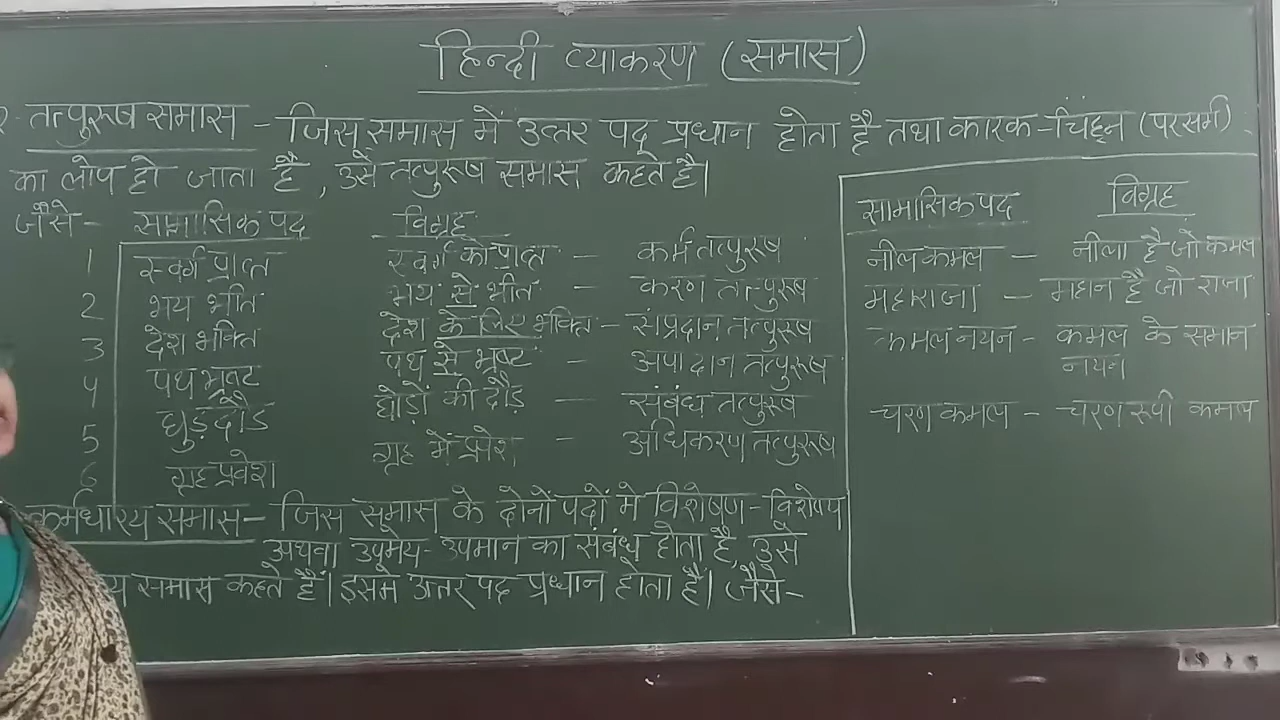 हिन्दी व्याकरण (समास)
२. तत्पुरूष समास - जिस समास में उत्तर पद प्रधान होता है तथा कारक-चिंह्न (परसर्ग)
का लोप हो जाता है, उसे तत्पुरूष समास कहते है।
जैसे - सामासिक पद विग्रह
1 स्वर्ग प्राप्त स्वर्ग को प्राप्त - कर्म तत्पुरूष
2 भय भीत भय से भीत - करण तत्पुरूष
3 देश भक्ति देश के लिए भक्ति - संप्रदान तत्पुरूष
4 पथ भ्रष्ट पथ से भ्रष्ट - अपादान तत्पुरूष
5 घुड़दौड़ घोड़ों की दौड़ - संबंध तत्पुरूष
6 गृह प्रवेश गृह में प्रवेश - अधिकरण तत्पुरूष
कर्मधारय समास - जिस समास के दोनों पदों मे विशेषण-विशेष्य
अथवा उपमेय-उपमान का संबंध होता है, उसे
य समास कहते हैं। इसमे उत्तर पद प्रधान होता है। जैसे-
सामासिक पद विग्रह
नील कमल - नीला है जो कमल
महाराजा - महान है जो राजा
कमल नयन - कमल के समान
नयन
चरण कमल - चरण रूपी कमल